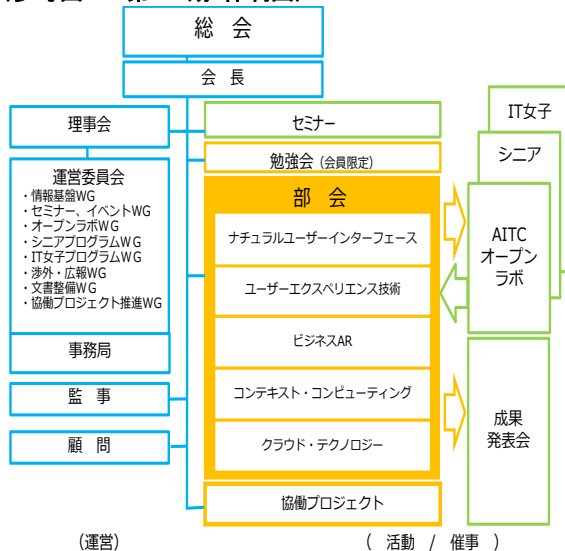 総　会
会　長
理事会
運営委員会
・情報基盤WG
・セミナー、イベントWG
・オープンラボWG
・シニアプログラムWG
・IT女子プログラムWG
・渉外・広報WG
・文書整備WG
・協働プロジェクト推進WG
事務局
監　事
顧　問
(運営)
セミナー
勉強会 (会員限定)
部　会
ナチュラルユーザーインターフェース
ユーザーエクスペリエンス技術
ビジネスAR
コンテキスト・コンピューティング
クラウド・テクノロジー
協働プロジェクト
IT女子
シニア
AITC
オープン
ラボ
成果
発表会
(　活動　/　催事　)